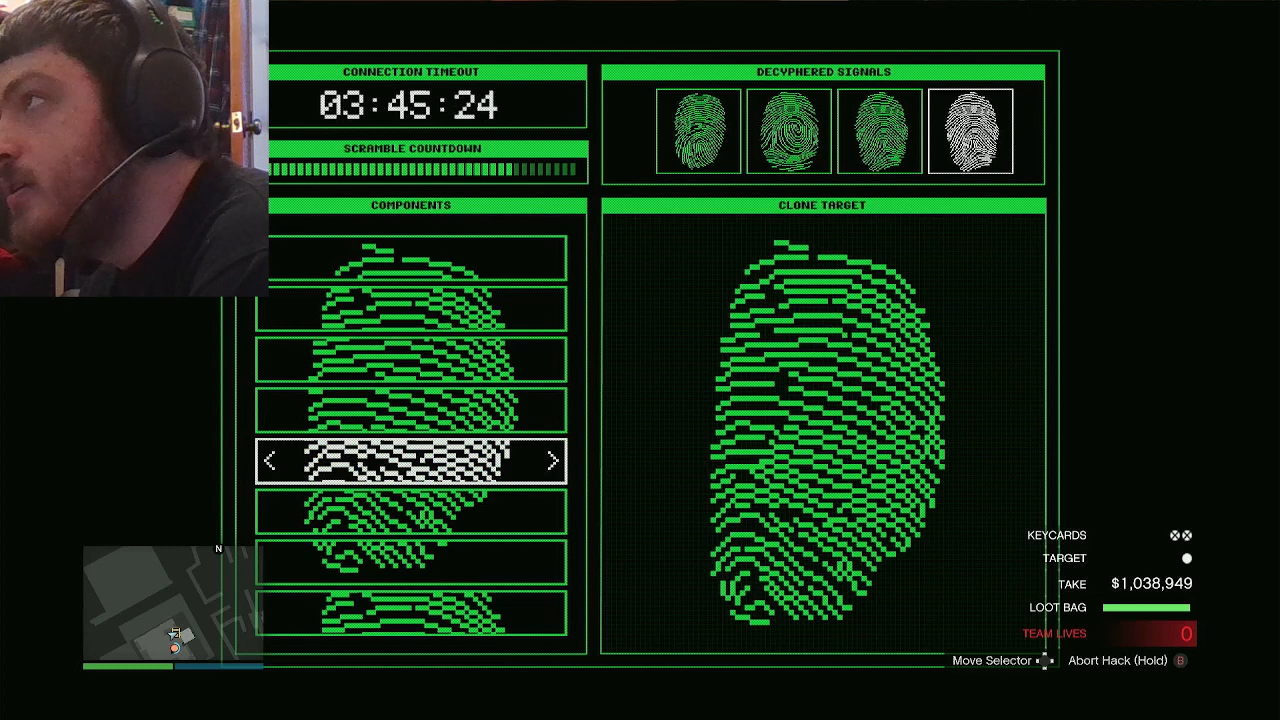 CONNECTION TIMEOUT
03:45:24
SCRAMBLE COUNTDOWN
DECYPHERED SIGNALS
COMPONENTS
CLONE TARGET
N
KEYCARDS
TARGET
TAKE $1,038,949
LOOT BAG
TEAM LIVES 0
Move Selector Abort Hack (Hold) B